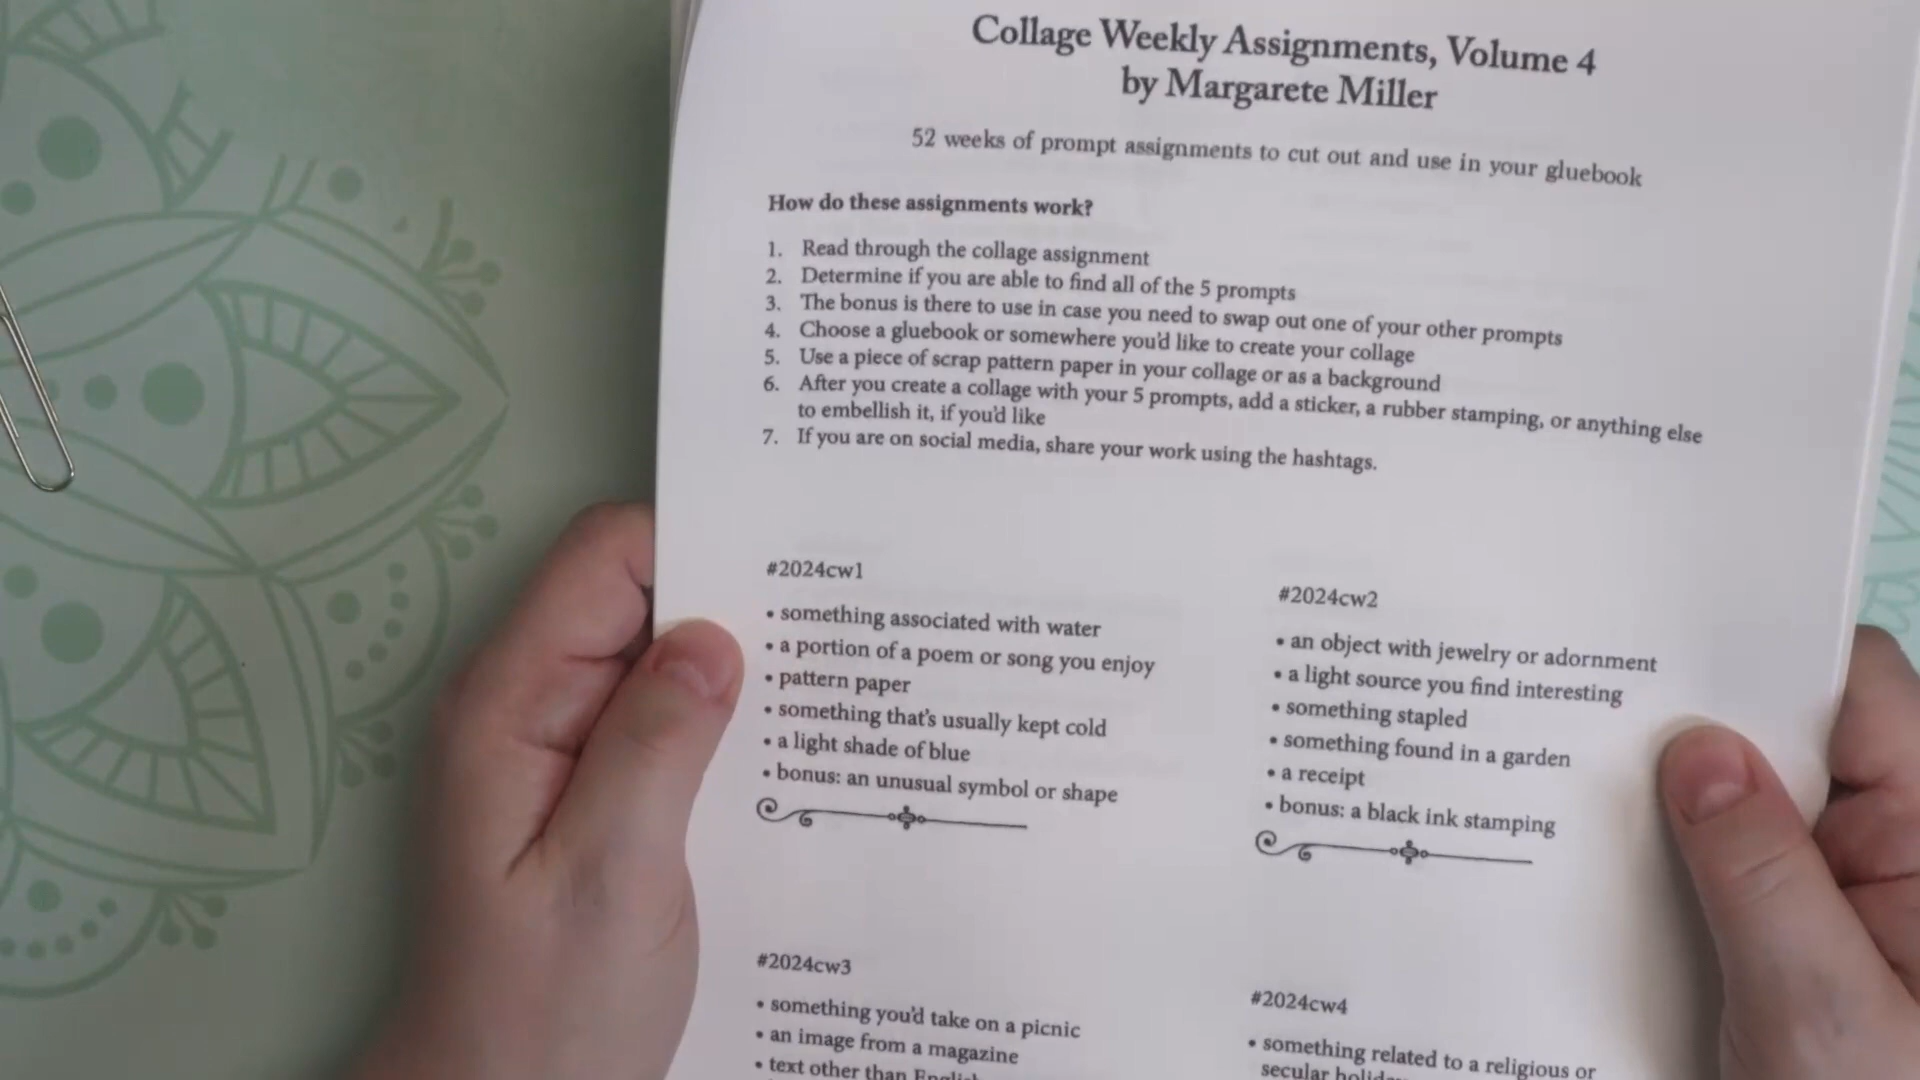 Collage Weekly Assignments, Volume 4
by Margarete Miller
52 weeks of prompt assignments to cut out and use in your gluebook
How do these assignments work?
1. Read through the collage assignment
2. Determine if you are able to find all of the 5 prompts
3. The bonus is there to use in case you need to swap out one of your other prompts
4. Choose a gluebook or somewhere you'd like to create your collage
5. Use a piece of scrap pattern paper in your collage or as a background
6. After you create a collage with your 5 prompts, add a sticker, a rubber stamping, or anything else
to embellish it, if you'd like
7. If you are on social media, share your work using the hashtags.
#2024cw1
• something associated with water
• a portion of a poem or song you enjoy
• pattern paper
• something that's usually kept cold
• a light shade of blue
• bonus: an unusual symbol or shape
#2024cw2
• an object with jewelry or adornment
• a light source you find interesting
• something stapled
• something found in a garden
• a receipt
• bonus: a black ink stamping
#2024cw3
• something you'd take on a picnic
• an image from a magazine
• text other than
#2024cw4
• something related to a religious or
secular